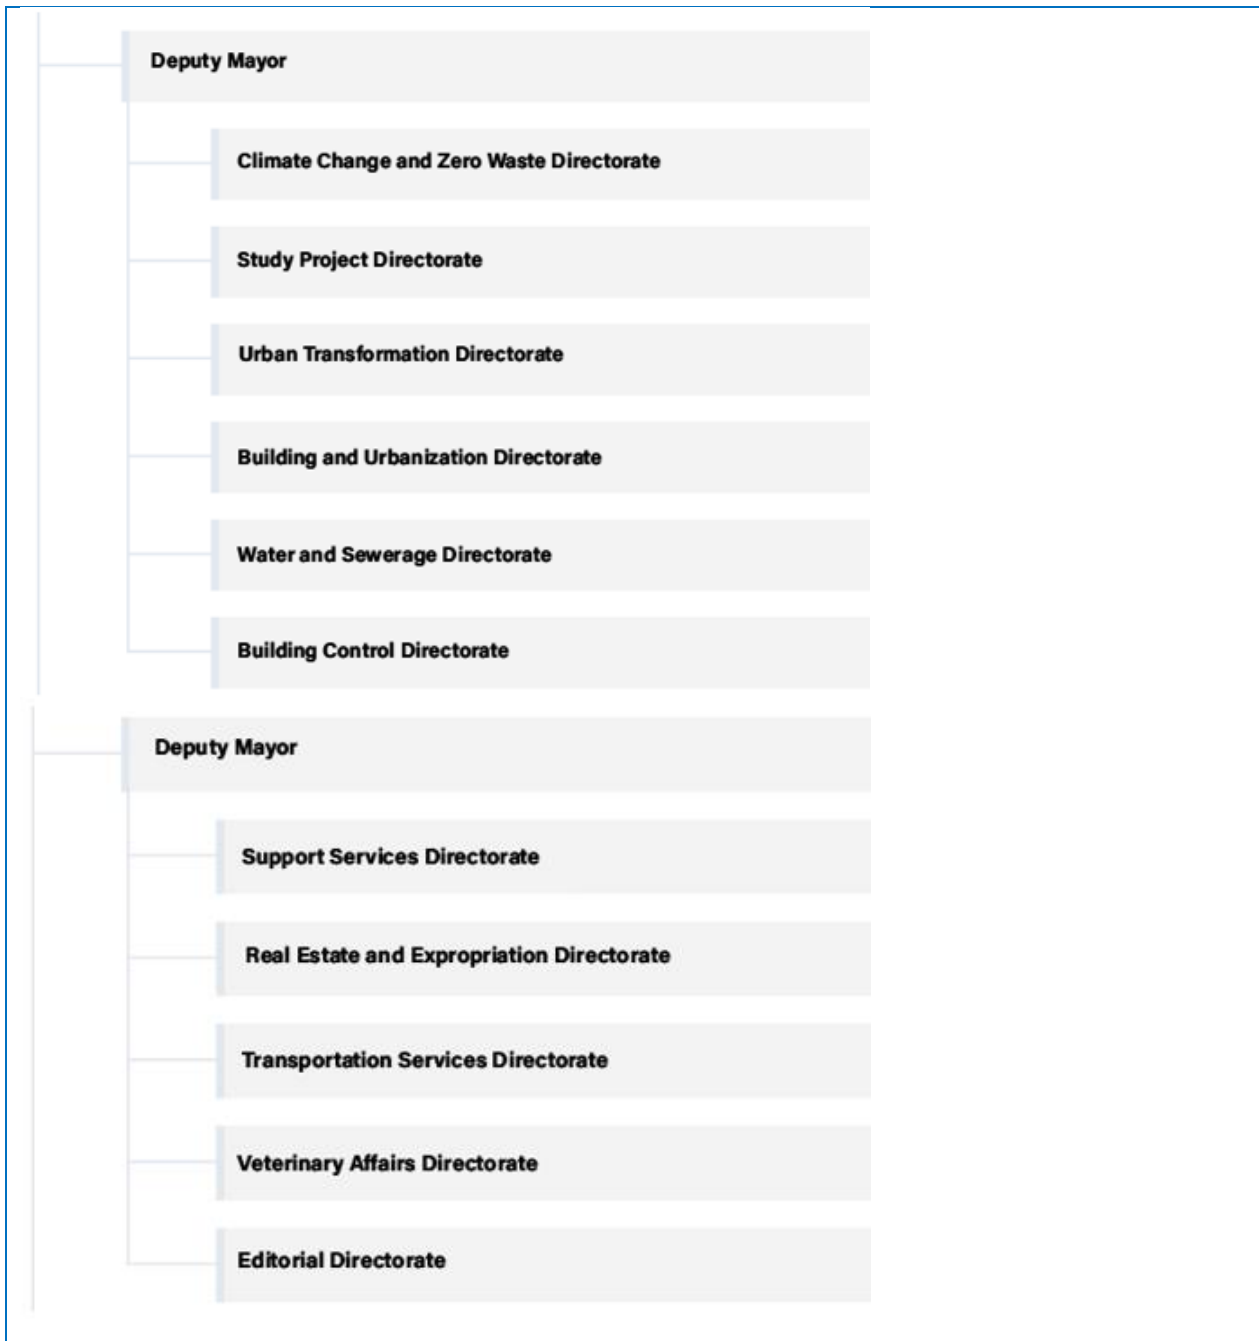 Deputy Mayor
Climate Change and Zero Waste Directorate
Study Project Directorate
Urban Transformation Directorate
Building and Urbanization Directorate
Water and Sewerage Directorate
Building Control Directorate
Deputy Mayor
Support Services Directorate
Real Estate and Expropriation Directorate
Transportation Services Directorate
Veterinary Affairs Directorate
Editorial Directorate